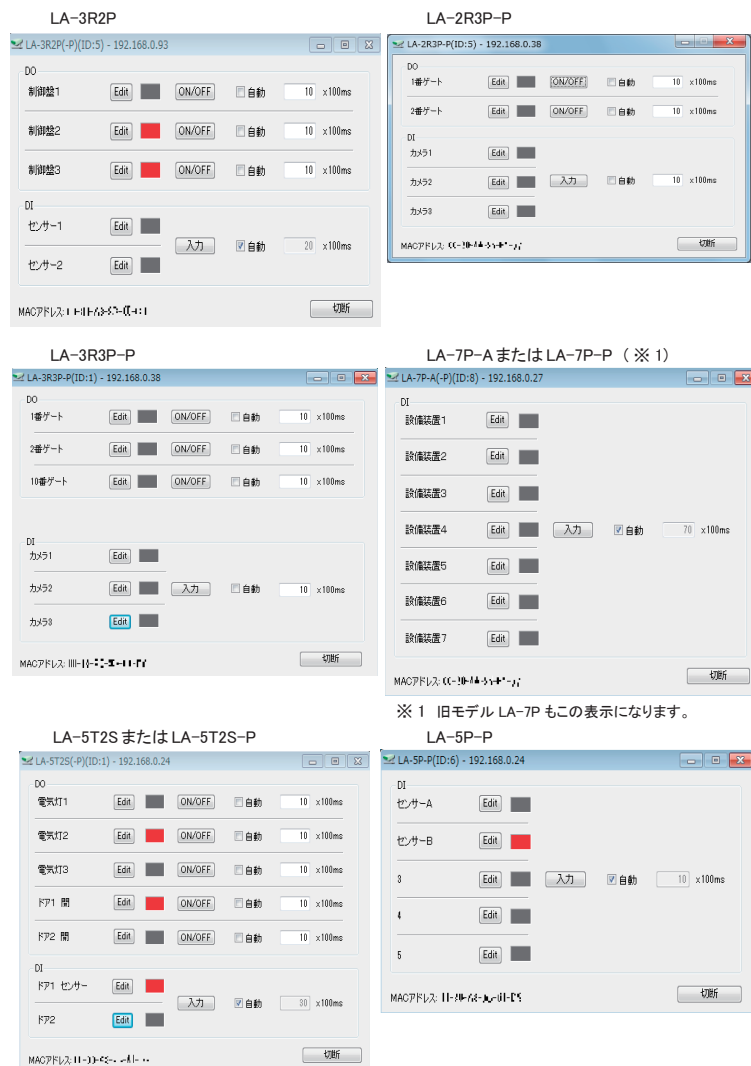 LA-3R2P
LA-3R2P(-P)(ID:5) - 192.168.0.93
DO
制御盤1 Edit ON/OFF 自動 10 x100ms
制御盤2 Edit ON/OFF 自動 10 x100ms
制御盤3 Edit ON/OFF 自動 10 x100ms
DI
センサー1 Edit
入力 自動 20 x100ms
センサー2 Edit
MACアドレス:
切断
LA-2R3P-P
LA-2R3P-P(ID:5) - 192.168.0.38
DO
1番ゲート Edit ON/OFF 自動 10 x100ms
2番ゲート Edit ON/OFF 自動 10 x100ms
DI
カメラ1 Edit
カメラ2 Edit 入力 自動 10 x100ms
カメラ3 Edit
MACアドレス:
切断
LA-3R3P-P
LA-3R3P-P(ID:1) - 192.168.0.38
DO
1番ゲート Edit ON/OFF 自動 10 x100ms
2番ゲート Edit ON/OFF 自動 10 x100ms
10番ゲート Edit ON/OFF 自動 10 x100ms
DI
カメラ1 Edit
カメラ2 Edit 入力 自動 10 x100ms
カメラ3 Edit
MACアドレス:
切断
LA-7P-A または LA-7P-P （※1）
LA-7P-A(-P)(ID:8) - 192.168.0.27
DI
設備装置1 Edit
設備装置2 Edit
設備装置3 Edit
設備装置4 Edit 入力 自動 70 x100ms
設備装置5 Edit
設備装置6 Edit
設備装置7 Edit
MACアドレス:
切断
※1 旧モデル LA-7P もこの表示になります。
LA-5T2S または LA-5T2S-P
LA-5T2S(-P)(ID:1) - 192.168.0.24
DO
電気灯1 Edit ON/OFF 自動 10 x100ms
電気灯2 Edit ON/OFF 自動 10 x100ms
電気灯3 Edit ON/OFF 自動 10 x100ms
ドア1 開 Edit ON/OFF 自動 10 x100ms
ドア2 開 Edit ON/OFF 自動 10 x100ms
DI
ドア1 センサー Edit
入力 自動 30 x100ms
ドア2 Edit
MACアドレス:
切断
LA-5P-P
LA-5P-P(ID:6) - 192.168.0.24
DI
センサーA Edit
センサーB Edit
3 Edit 入力 自動 10 x100ms
4 Edit
5 Edit
MACアドレス:
切断